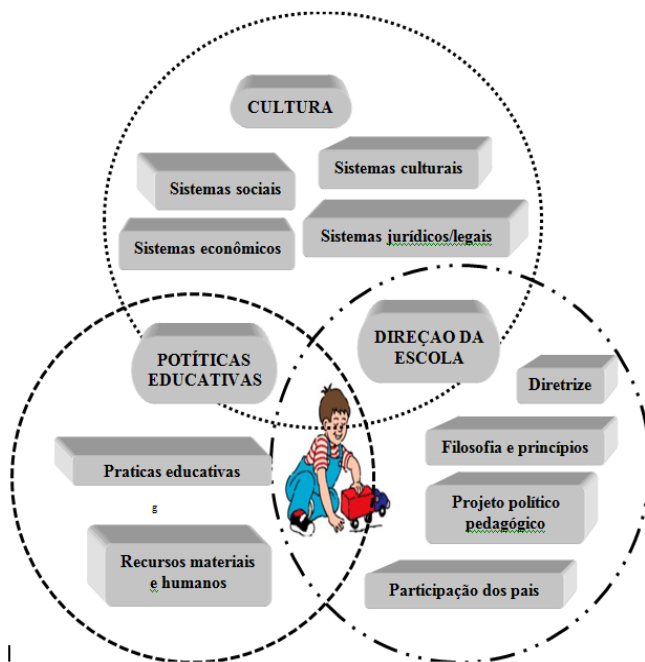 CULTURA
Sistemas sociais
Sistemas culturais
Sistemas econômicos
Sistemas jurídicos/legais
POTÍTICAS
EDUCATIVAS
DIREÇAO DA
ESCOLA
Diretrize
Praticas educativas
g
Recursos materiais
e humanos
Filosofia e princípios
Projeto político
pedagógico
Participação dos pais